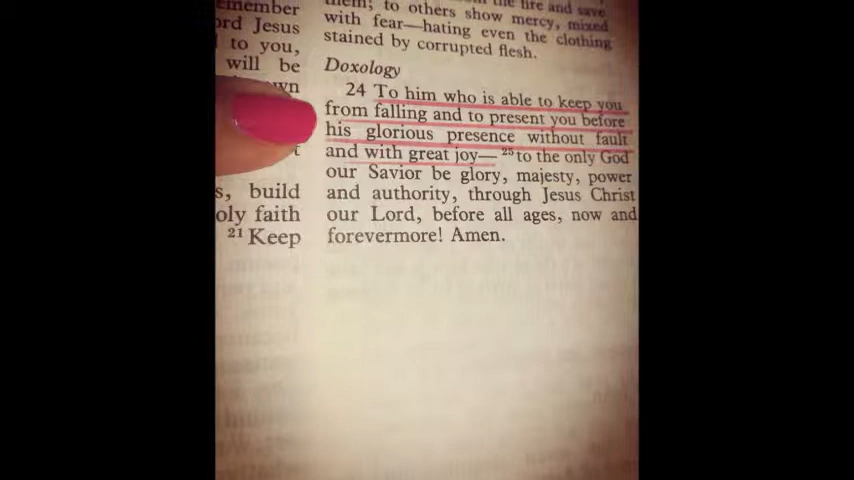 emember
ord Jesus
to you,
will be
wn
t
s, build
oly faith
21 Keep
them; to others show mercy, mixed
with fear—hating even the clothing
stained by corrupted flesh.
Doxology
24 To him who is able to keep you
from falling and to present you before
his glorious presence without fault
and with great joy— 25 to the only God
our Savior be glory, majesty, power
and authority, through Jesus Christ
our Lord, before all ages, now and
forevermore! Amen.